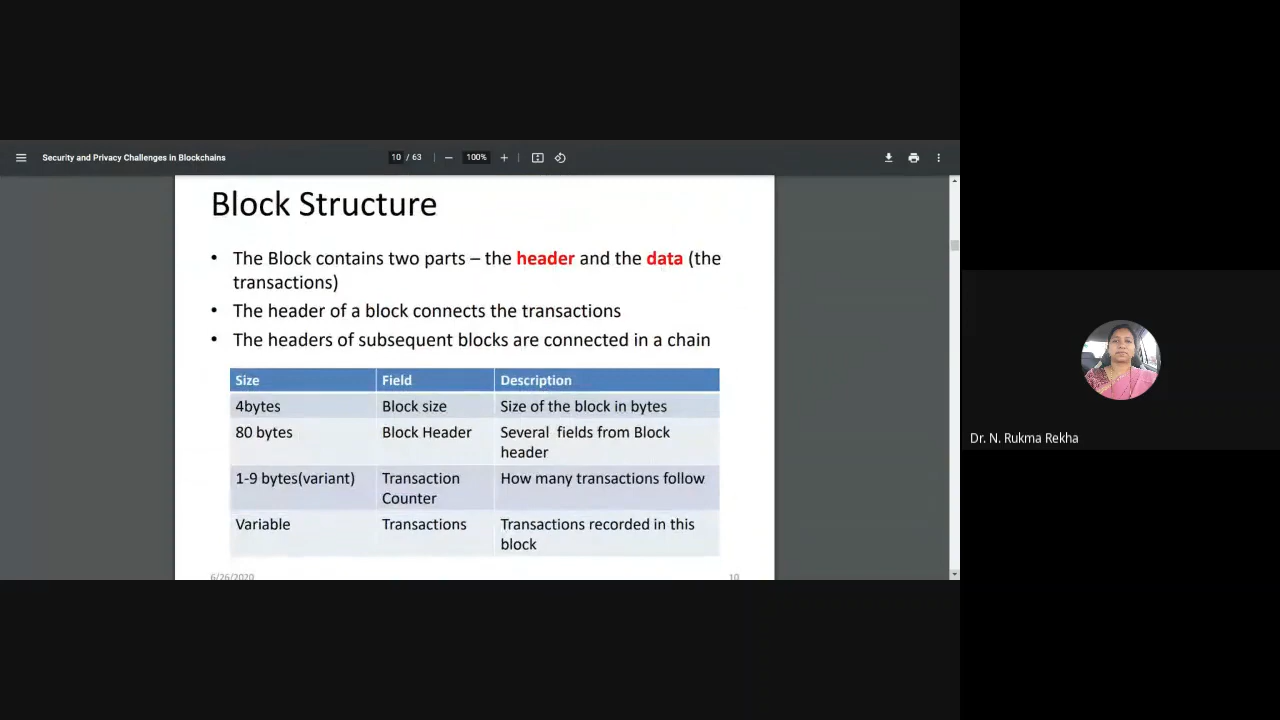 Security and Privacy Challenges in Blockchains
10 / 63
100%
Block Structure
• The Block contains two parts – the header and the data (the
transactions)
• The header of a block connects the transactions
• The headers of subsequent blocks are connected in a chain
Size Field Description
4bytes Block size Size of the block in bytes
80 bytes Block Header Several fields from Block
header
1-9 bytes(variant) Transaction How many transactions follow
Counter
Variable Transactions Transactions recorded in this
block
6/26/2020 10
Dr. N. Rukma Rekha